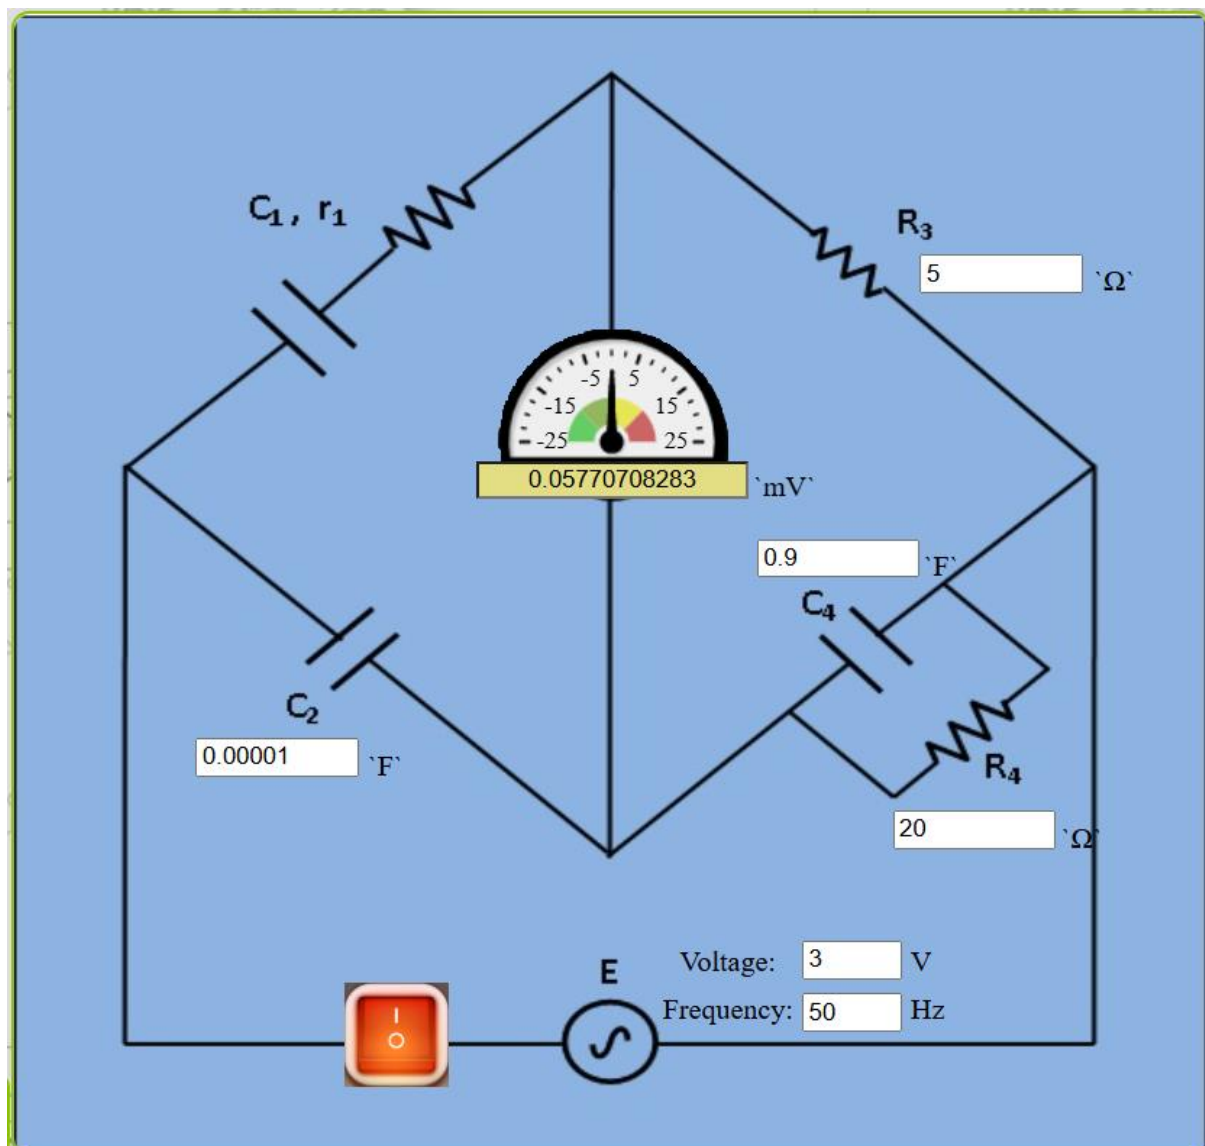 C₁, r₁
R₃
5 `Ω`
-5 5
-15 15
-25 25
0.05770708283 `mV`
0.9 `F`
C₄
C₂
0.00001 `F`
R₄
20 `Ω`
E
Voltage: 3 V
Frequency: 50 Hz
I
O